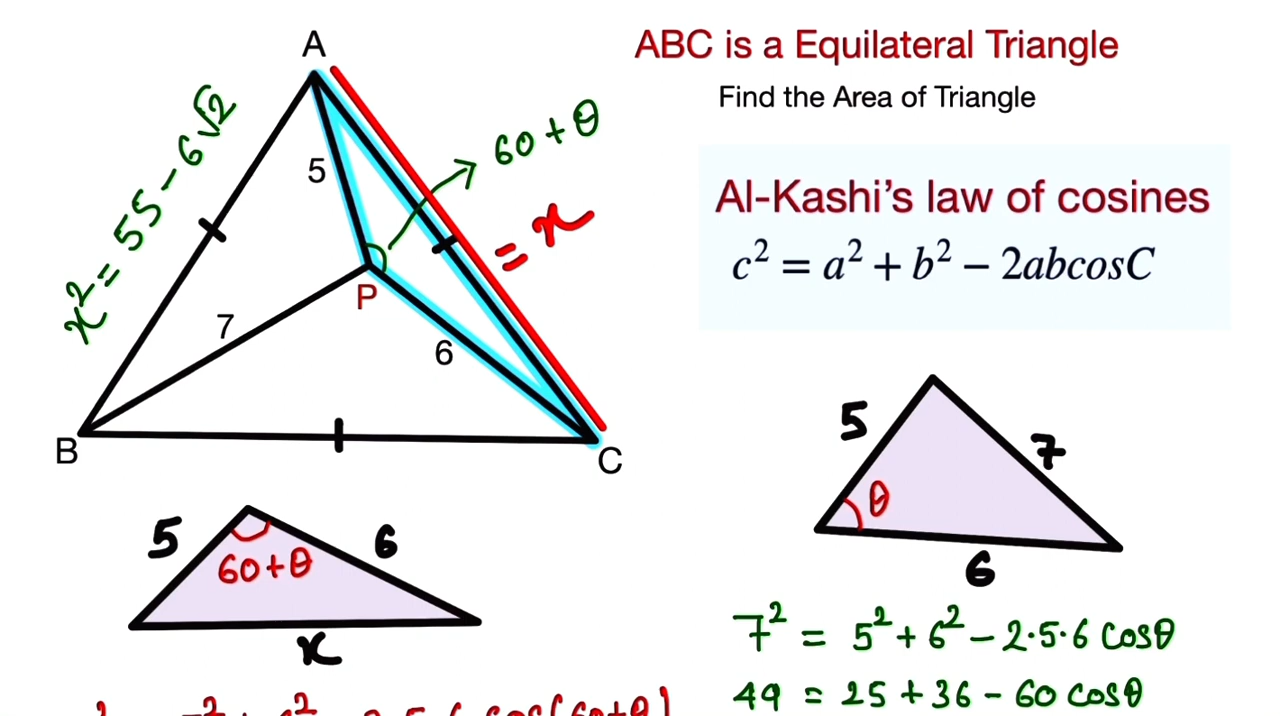 ABC is a Equilateral Triangle
Find the Area of Triangle
Al-Kashi's law of cosines
c² = a² + b² − 2abcosC
A
B
C
P
5
7
6
x² = 55 − 6√2
60 + θ
= x
5
6
60+θ
x
5
7
θ
6
7² = 5² + 6² − 2·5·6 cosθ
49 = 25 + 36 − 60 cosθ